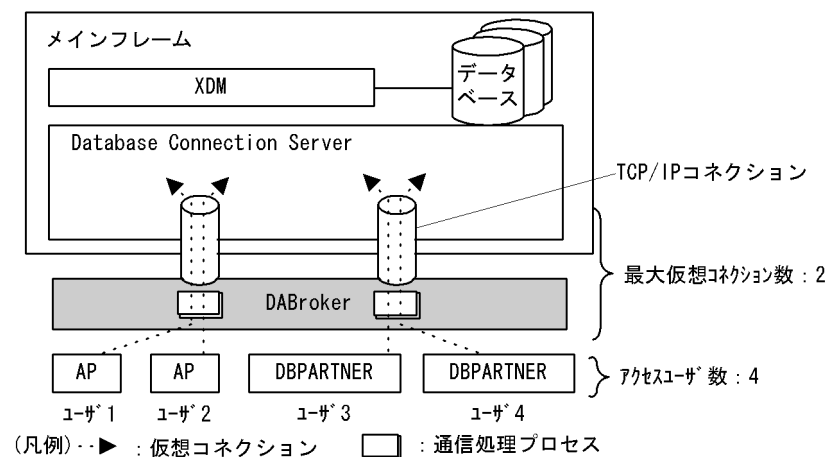 メインフレーム
XDM
データ
ベース
Database Connection Server
TCP/IPコネクション
最大仮想ｺﾈｸｼｮﾝ数：2
DABroker
AP
AP
DBPARTNER
DBPARTNER
ｱｸｾｽﾕｰｻﾞ数：4
ﾕｰｻﾞ1
ﾕｰｻﾞ2
ﾕｰｻﾞ3
ﾕｰｻﾞ4
(凡例)
：仮想コネクション
：通信処理プロセス